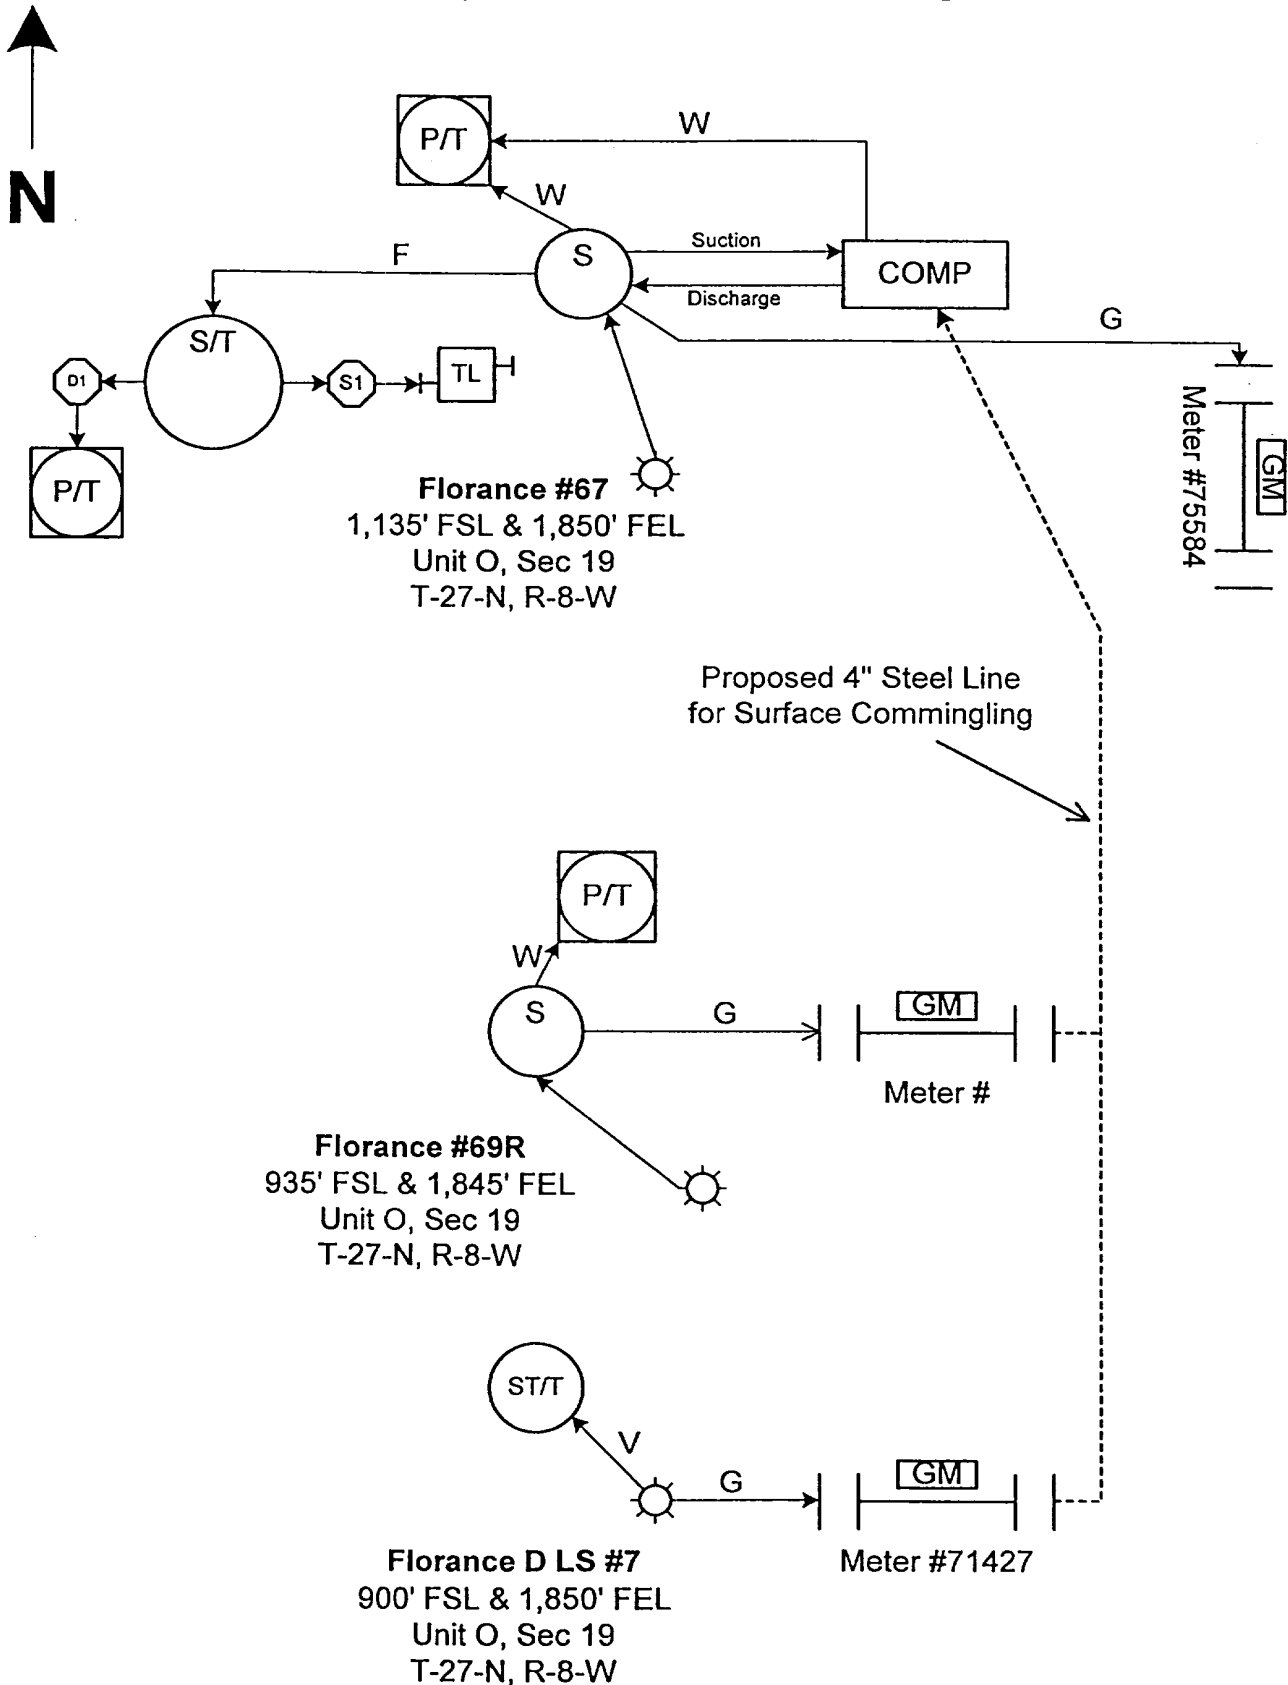 N
P/T
W
W
S
Suction
Discharge
COMP
F
G
S/T
D1
S1
TL
P/T
Meter #75584
GM
Florance #67
1,135' FSL & 1,850' FEL
Unit O, Sec 19
T-27-N, R-8-W
Proposed 4" Steel Line
for Surface Commingling
P/T
W
S
G
GM
Meter #
Florance #69R
935' FSL & 1,845' FEL
Unit O, Sec 19
T-27-N, R-8-W
ST/T
V
G
GM
Meter #71427
Florance D LS #7
900' FSL & 1,850' FEL
Unit O, Sec 19
T-27-N, R-8-W